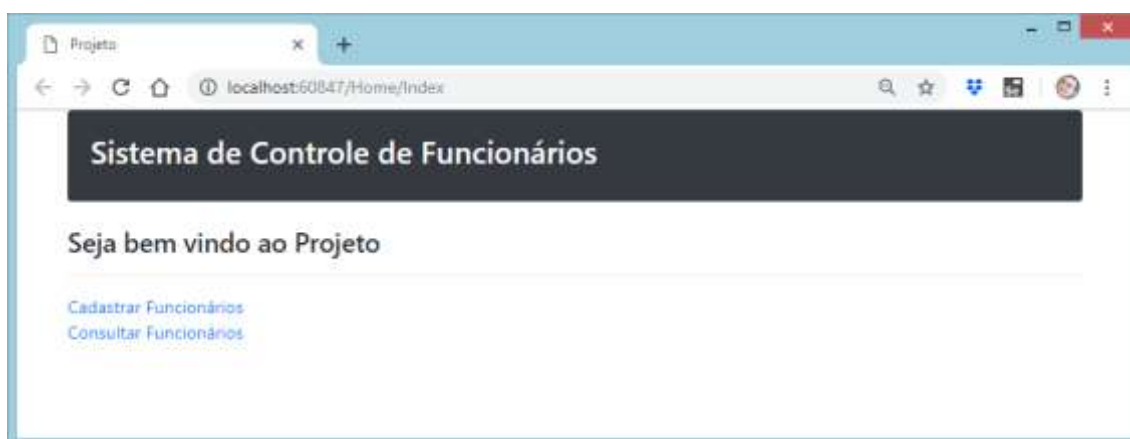 Projeto
localhost:60847/Home/Index
Sistema de Controle de Funcionários
Seja bem vindo ao Projeto
Cadastrar Funcionários
Consultar Funcionários